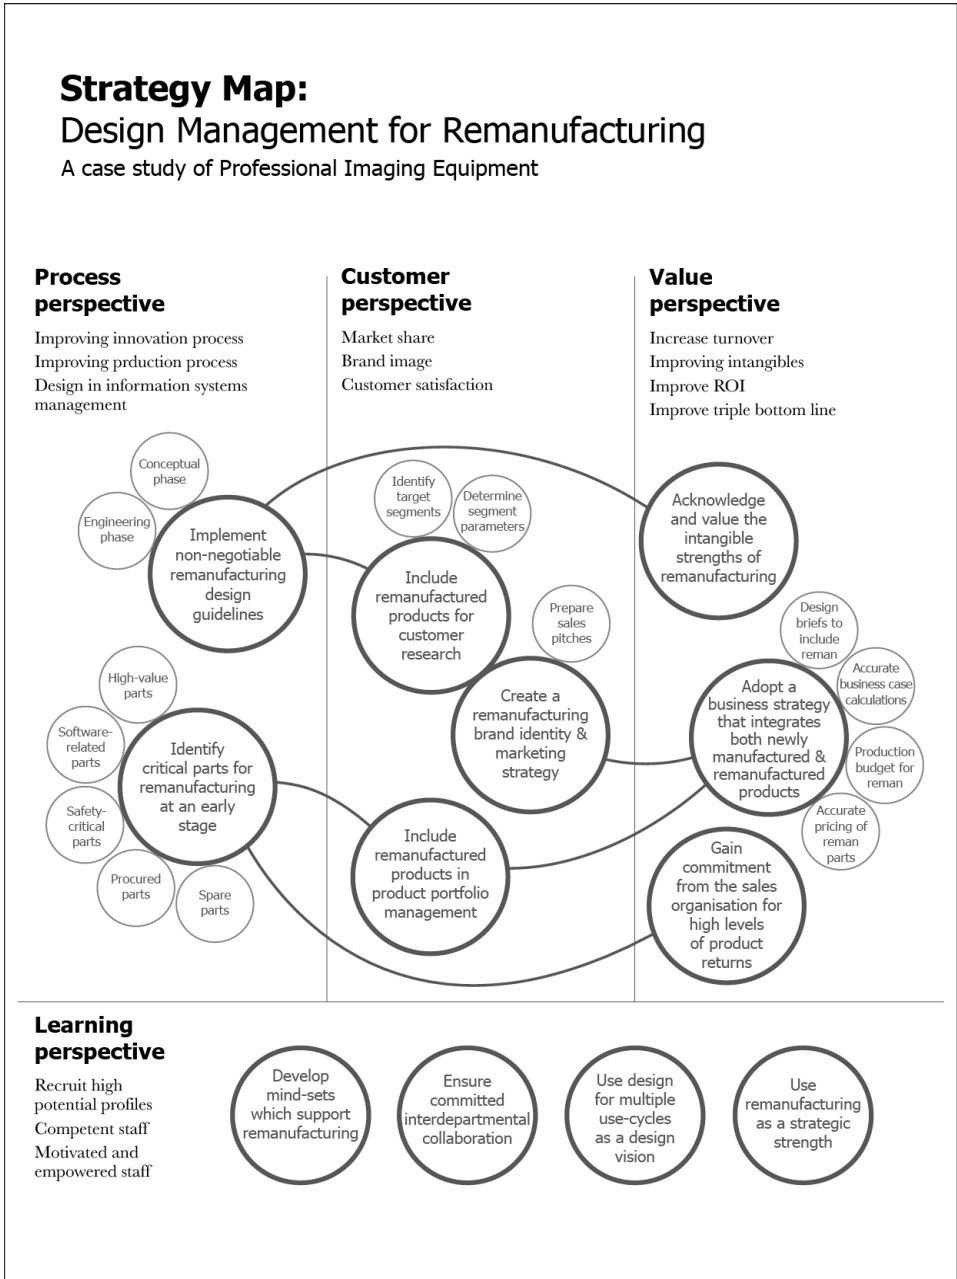 Strategy Map:
Design Management for Remanufacturing
A case study of Professional Imaging Equipment
Process
perspective
Improving innovation process
Improving prduction process
Design in information systems
management
Customer
perspective
Market share
Brand image
Customer satisfaction
Value
perspective
Increase turnover
Improving intangibles
Improve ROI
Improve triple bottom line
Conceptual
phase
Engineering
phase
Implement
non-negotiable
remanufacturing
design
guidelines
High-value
parts
Software-
related
parts
Safety-
critical
parts
Procured
parts
Spare
parts
Identify
critical parts for
remanufacturing
at an early
stage
Identify
target
segments
Determine
segment
parameters
Include
remanufactured
products for
customer
research
Prepare
sales
pitches
Create a
remanufacturing
brand identity &
marketing
strategy
Include
remanufactured
products in
product portfolio
management
Acknowledge
and value the
intangible
strengths of
remanufacturing
Design
briefs to
include
reman
Accurate
business case
calculations
Production
budget for
reman
Accurate
pricing of
reman
parts
Adopt a
business strategy
that integrates
both newly
manufactured &
remanufactured
products
Gain
commitment
from the sales
organisation for
high levels
of product
returns
Learning
perspective
Recruit high
potential profiles
Competent staff
Motivated and
empowered staff
Develop
mind-sets
which support
remanufacturing
Ensure
committed
interdepartmental
collaboration
Use design
for multiple
use-cycles
as a design
vision
Use
remanufacturing
as a strategic
strength